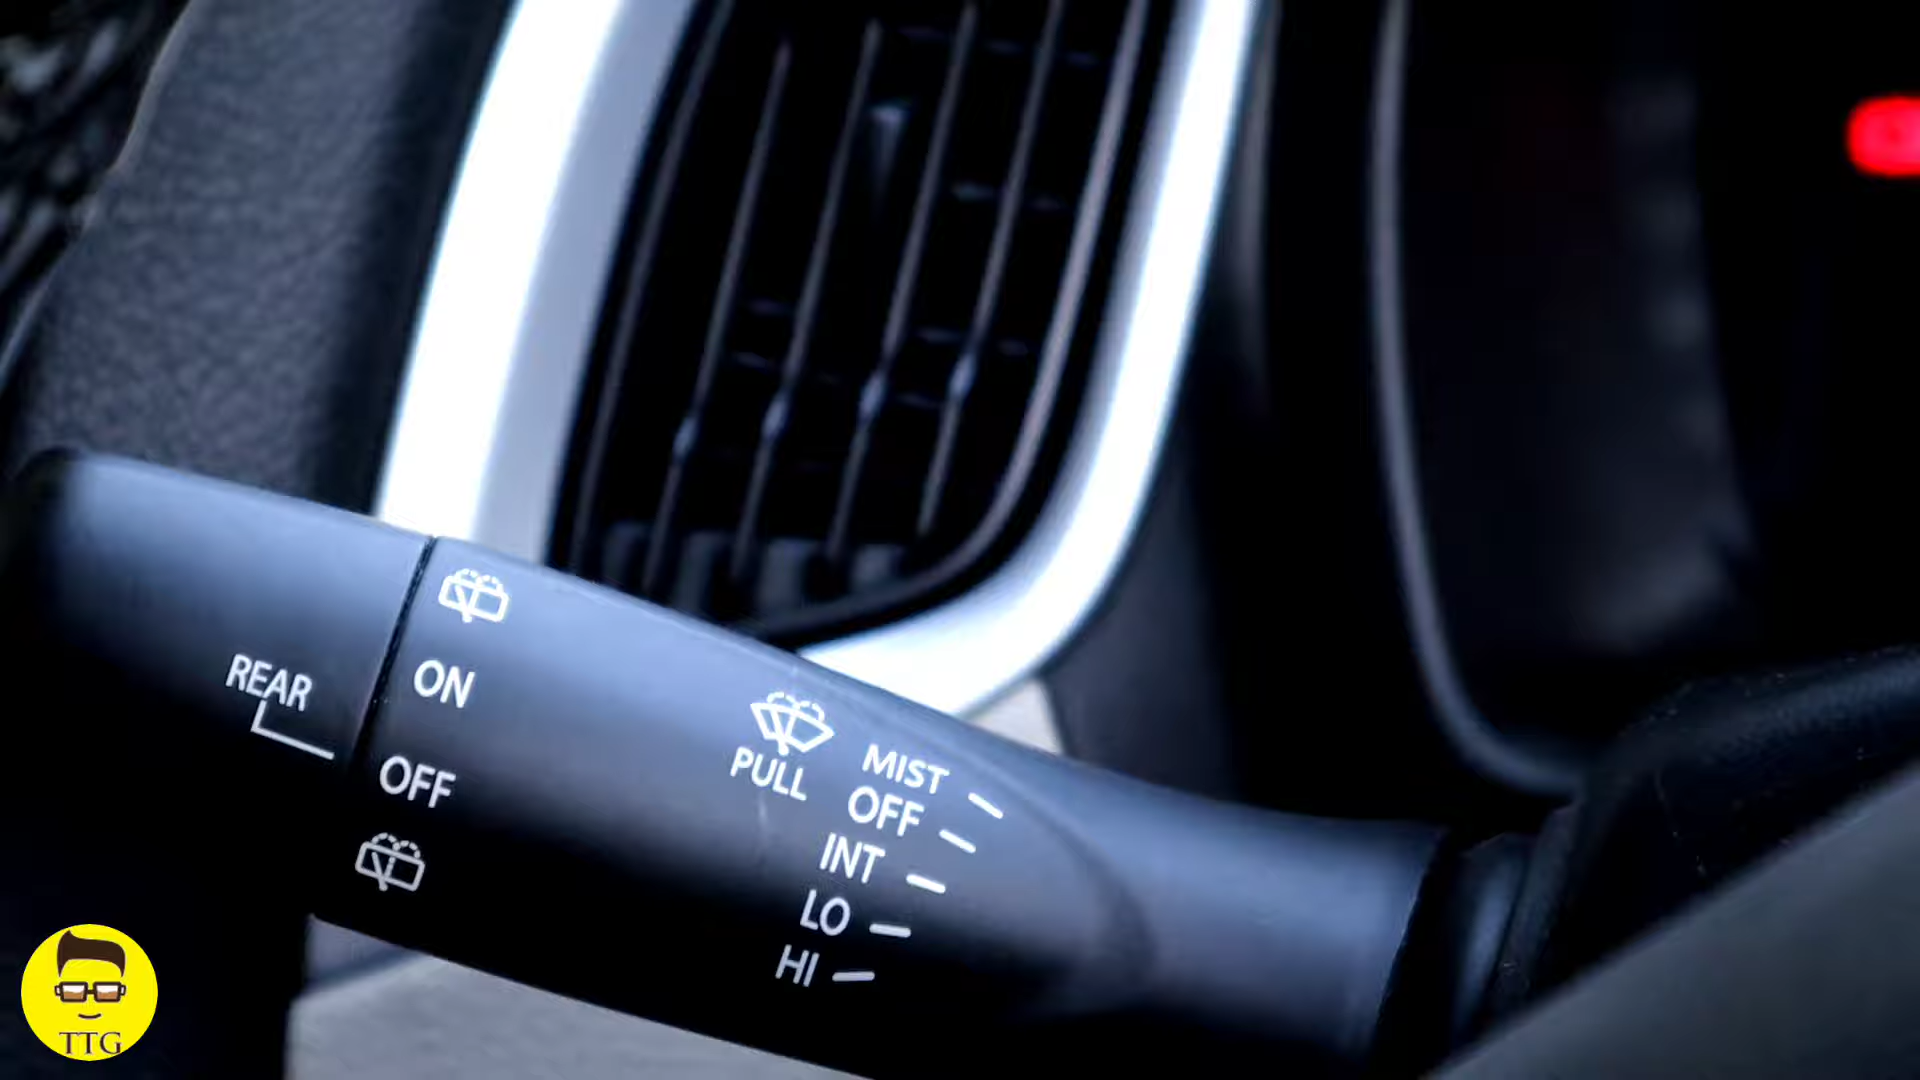 REAR
ON
OFF
PULL
MIST
OFF
INT
LO
HI
TTG